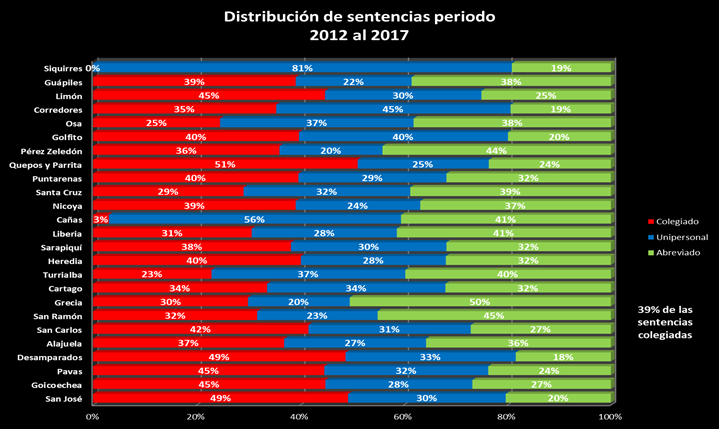 Distribución de sentencias periodo
2012 al 2017
Siquirres 0% 81% 19%
Guápiles 39% 22% 38%
Limón 45% 30% 25%
Corredores 35% 45% 19%
Osa 25% 37% 38%
Golfito 40% 40% 20%
Pérez Zeledón 36% 20% 44%
Quepos y Parrita 51% 25% 24%
Puntarenas 40% 29% 32%
Santa Cruz 29% 32% 39%
Nicoya 39% 24% 37%
Cañas 3% 56% 41%
Liberia 31% 28% 41%
Sarapiquí 38% 30% 32%
Heredia 40% 28% 32%
Turrialba 23% 37% 40%
Cartago 34% 34% 32%
Grecia 30% 20% 50%
San Ramón 32% 23% 45%
San Carlos 42% 31% 27%
Alajuela 37% 27% 36%
Desamparados 49% 33% 18%
Pavas 45% 32% 24%
Goicoechea 45% 28% 27%
San José 49% 30% 20%
0% 20% 40% 60% 80% 100%
Colegiado
Unipersonal
Abreviado
39% de las
sentencias
colegiadas